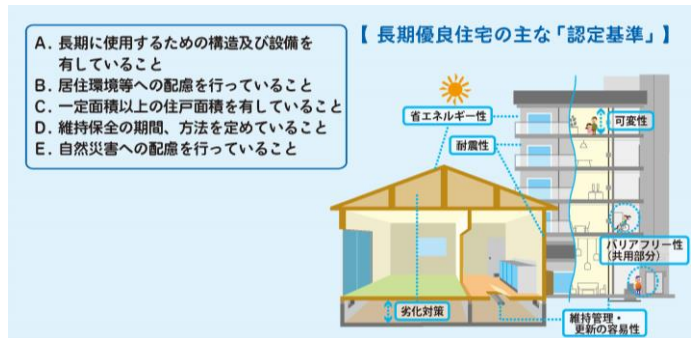 【 長期優良住宅の主な「認定基準」】
A. 長期に使用するための構造及び設備を
有していること
B. 居住環境等への配慮を行っていること
C. 一定面積以上の住戸面積を有していること
D. 維持保全の期間、方法を定めていること
E. 自然災害への配慮を行っていること
省エネルギー性
可変性
耐震性
バリアフリー性
(共用部分)
劣化対策
維持管理・
更新の容易性